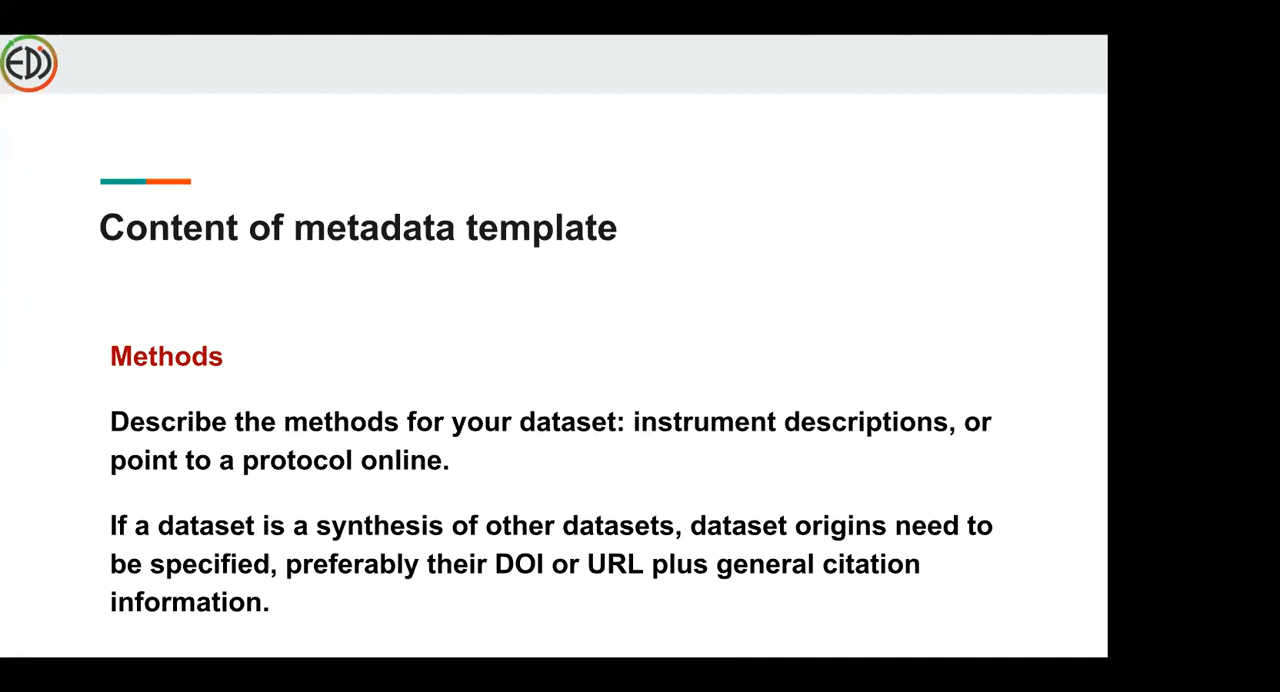 EDI
Content of metadata template
Methods
Describe the methods for your dataset: instrument descriptions, or
point to a protocol online.
If a dataset is a synthesis of other datasets, dataset origins need to
be specified, preferably their DOI or URL plus general citation
information.